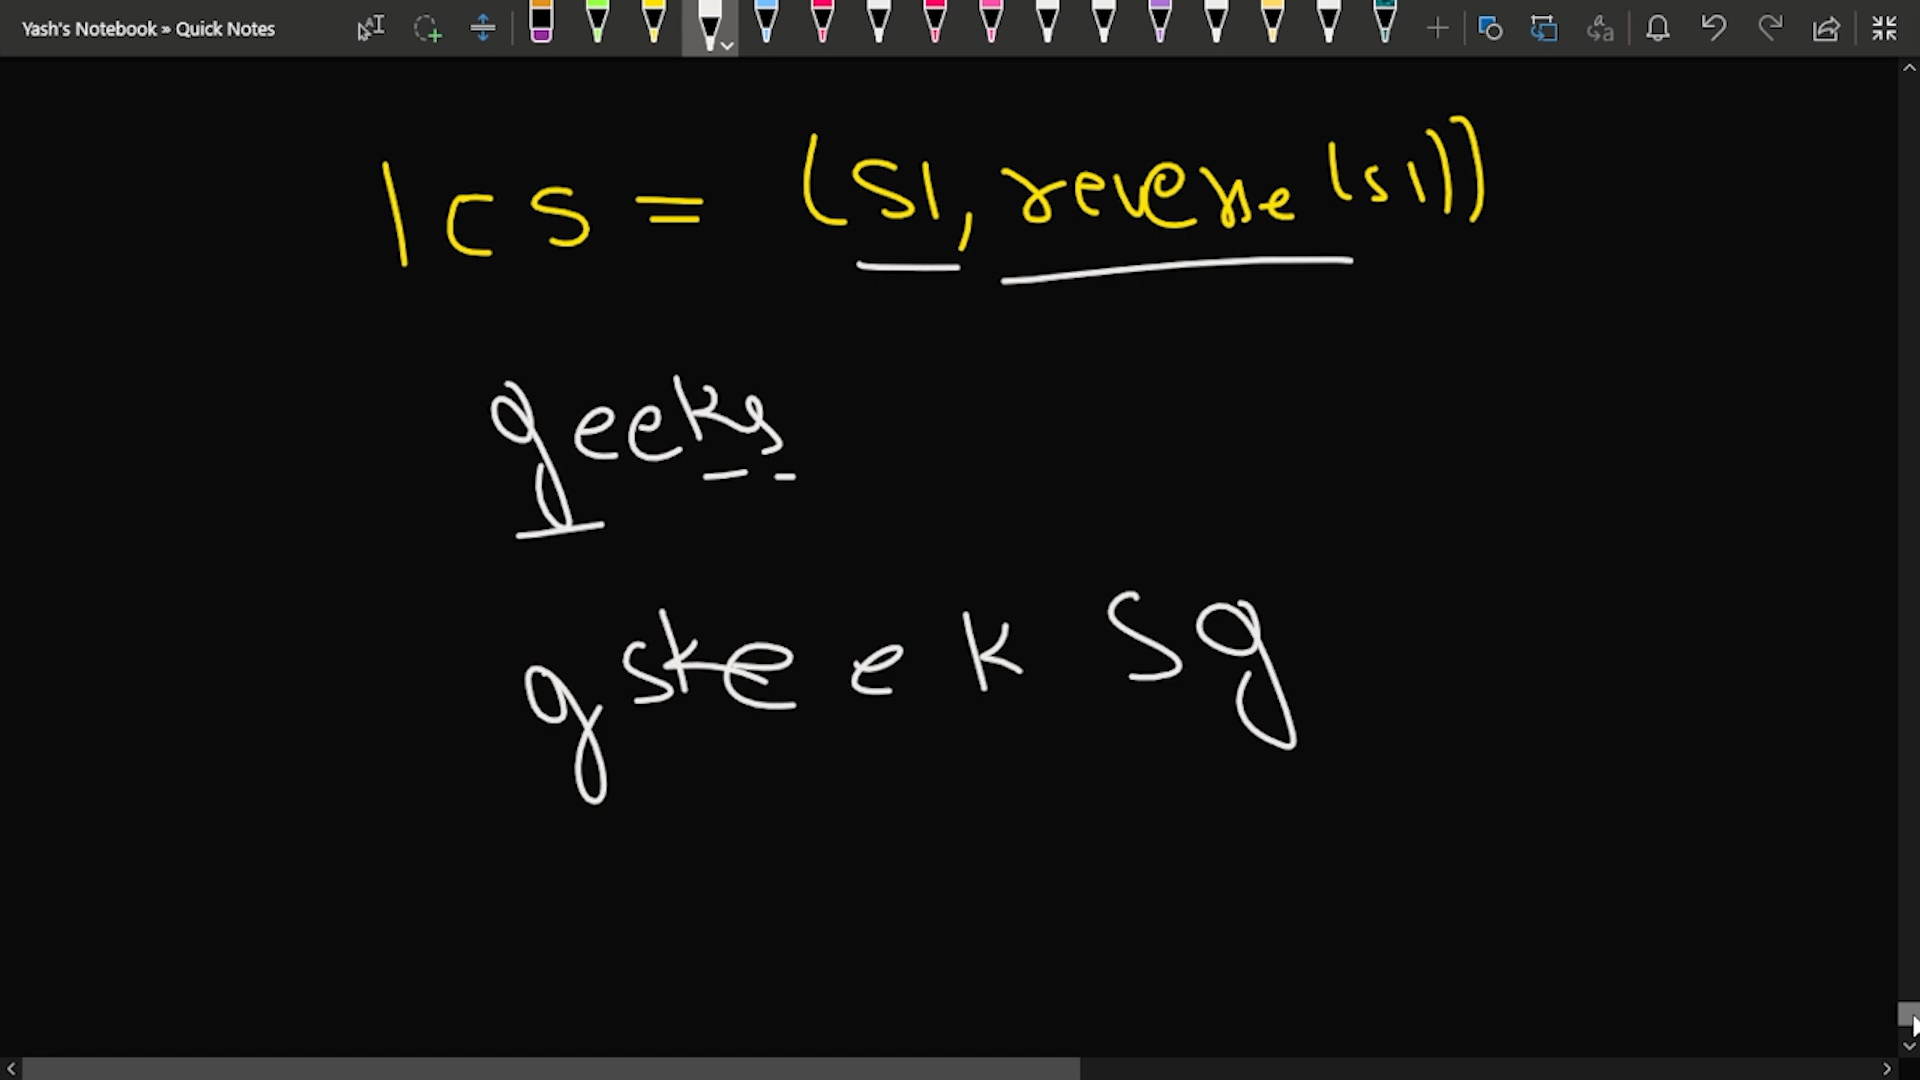 Yash's Notebook » Quick Notes
lcs = (S1, reverse (s1))
geeks
gskeeksg